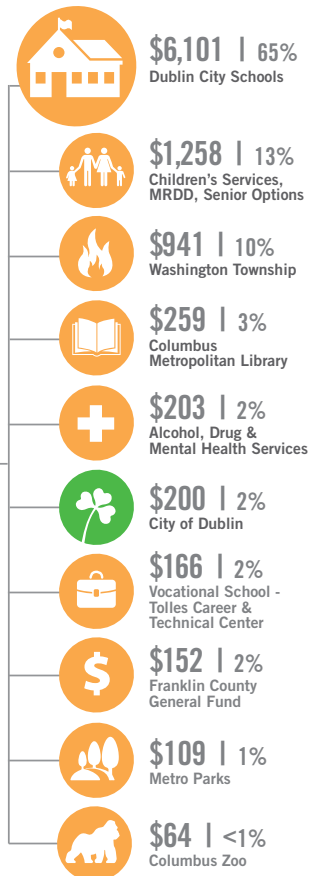 $6,101 | 65%
Dublin City Schools
$1,258 | 13%
Children's Services,
MRDD, Senior Options
$941 | 10%
Washington Township
$259 | 3%
Columbus
Metropolitan Library
$203 | 2%
Alcohol, Drug &
Mental Health Services
$200 | 2%
City of Dublin
$166 | 2%
Vocational School -
Tolles Career &
Technical Center
$
$152 | 2%
Franklin County
General Fund
$109 | 1%
Metro Parks
$64 | <1%
Columbus Zoo